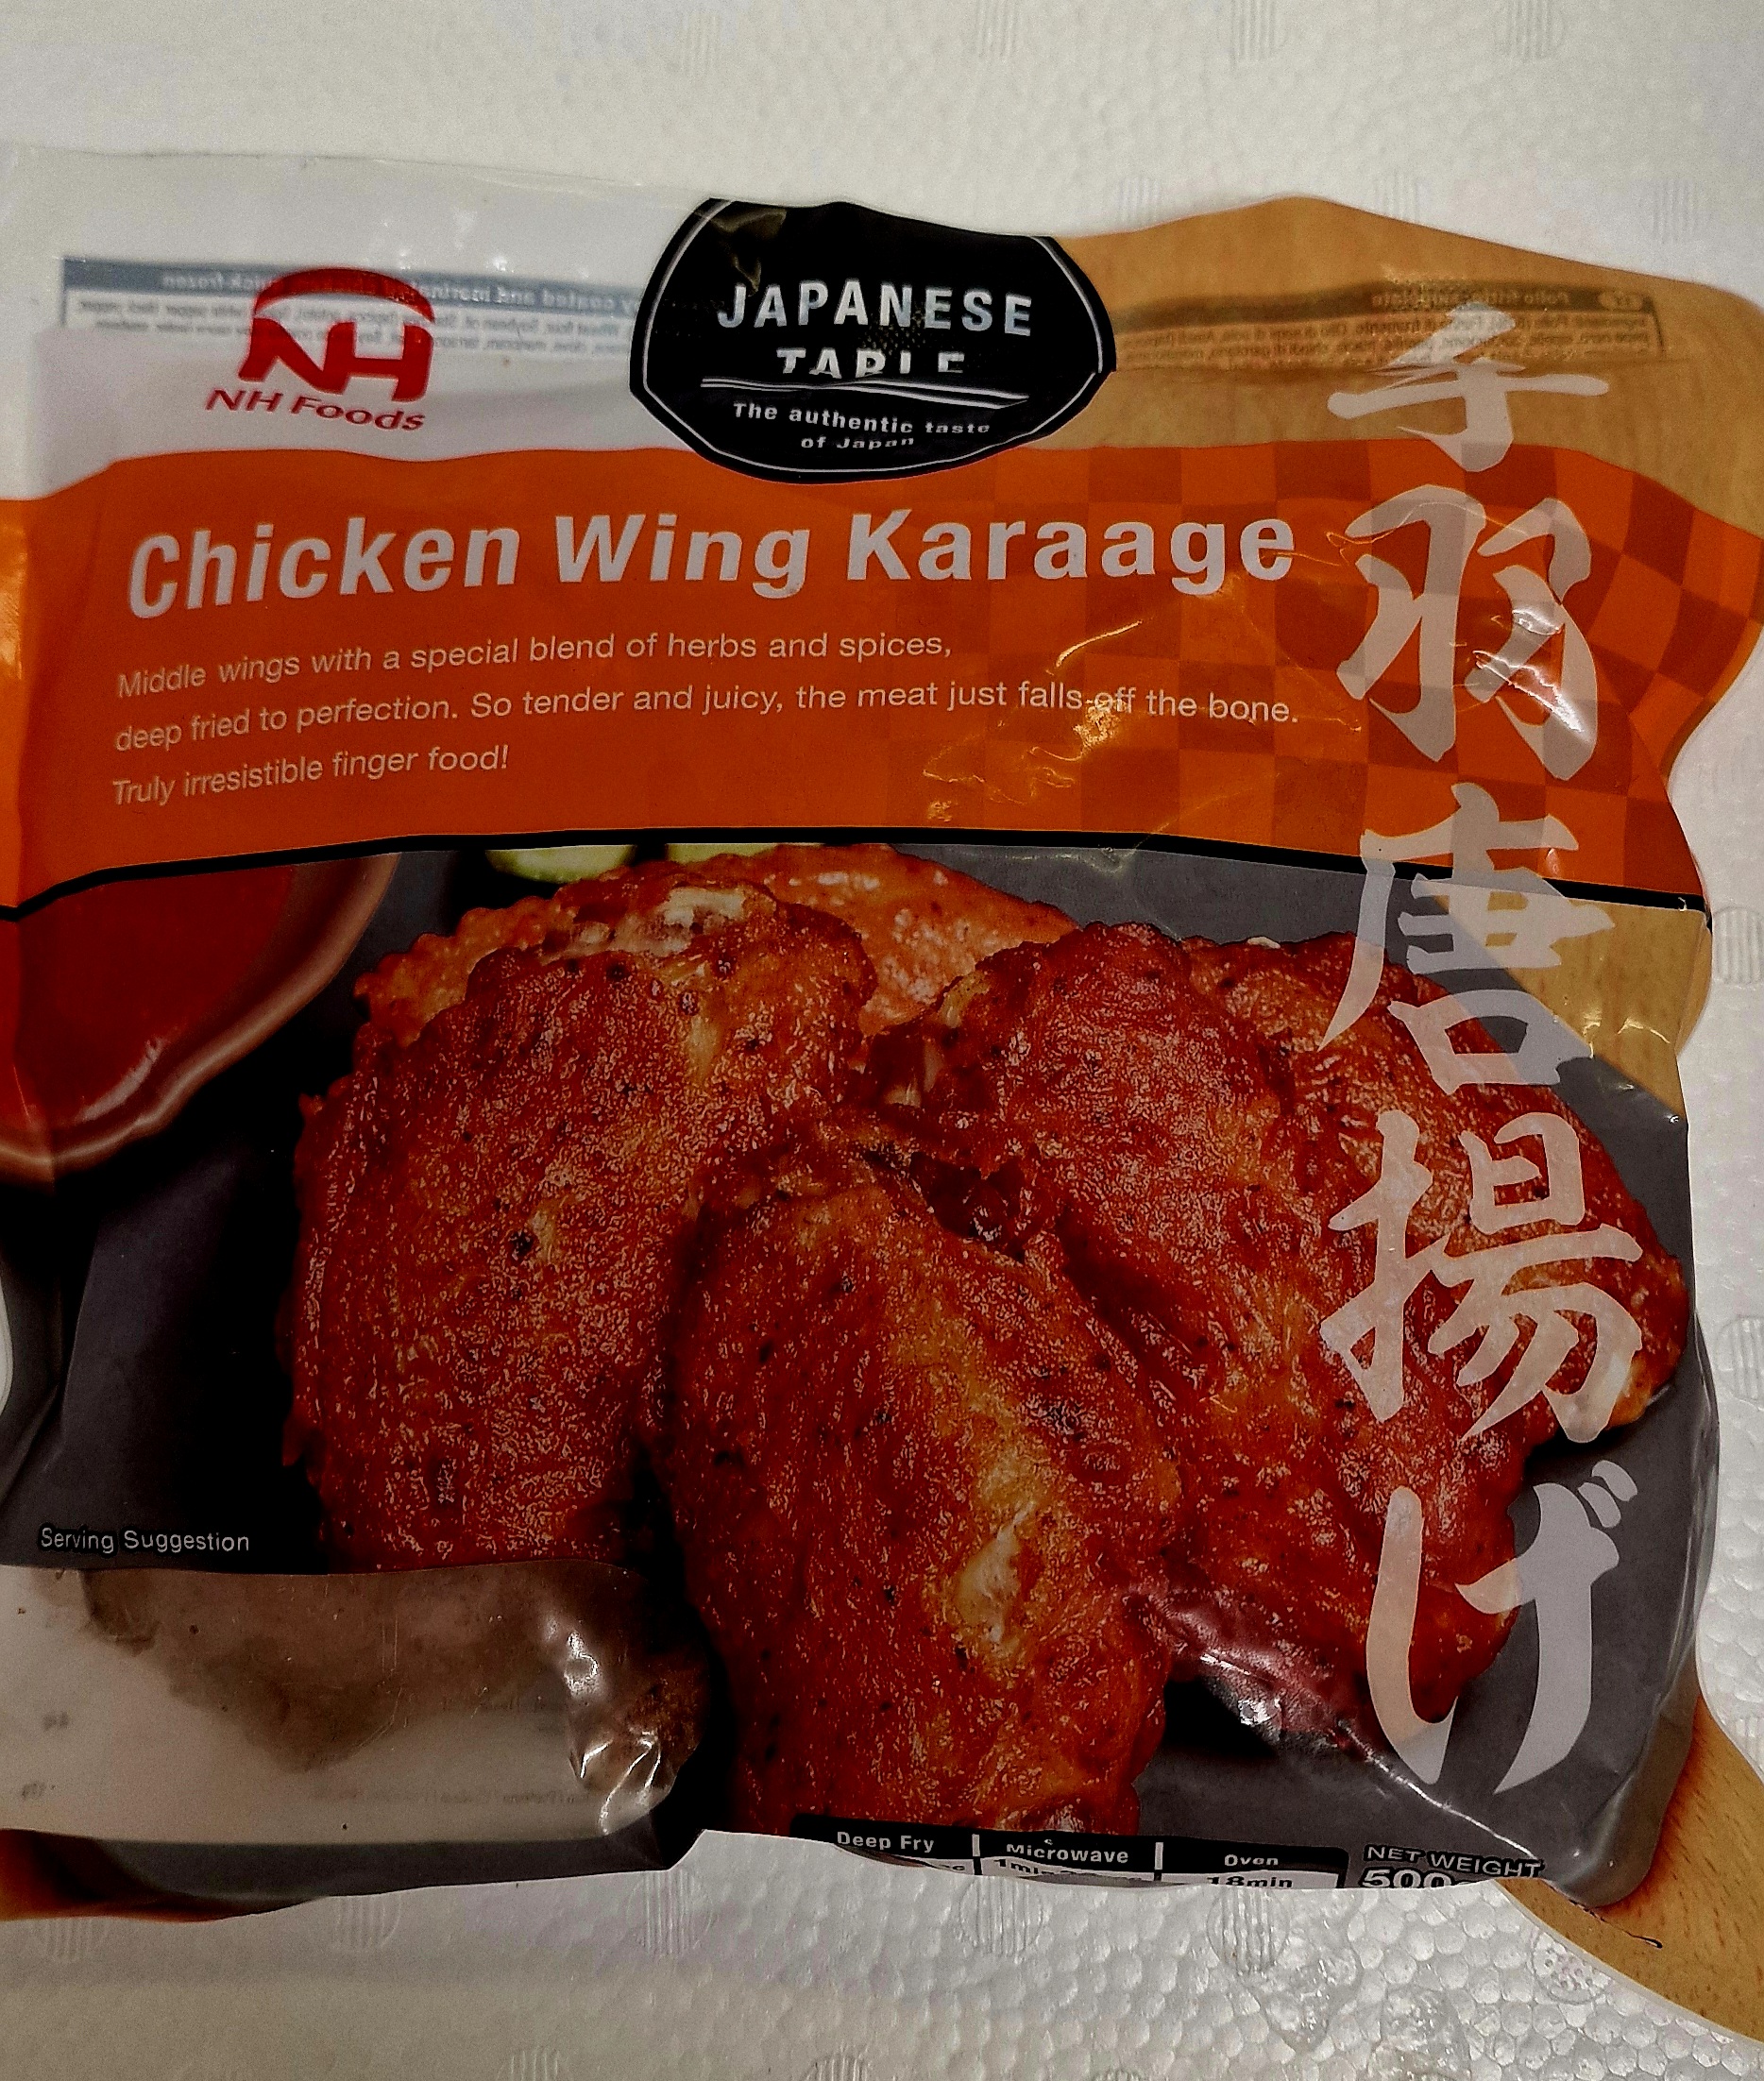 NH
NH Foods
JAPANESE
TABLE
The authentic taste
of Japan
Chicken Wing Karaage
Middle wings with a special blend of herbs and spices,
deep fried to perfection. So tender and juicy, the meat just falls-off the bone.
Truly irresistible finger food!
手羽唐揚げ
Serving Suggestion
Deep Fry
Microwave
Oven
18min
NET WEIGHT
500